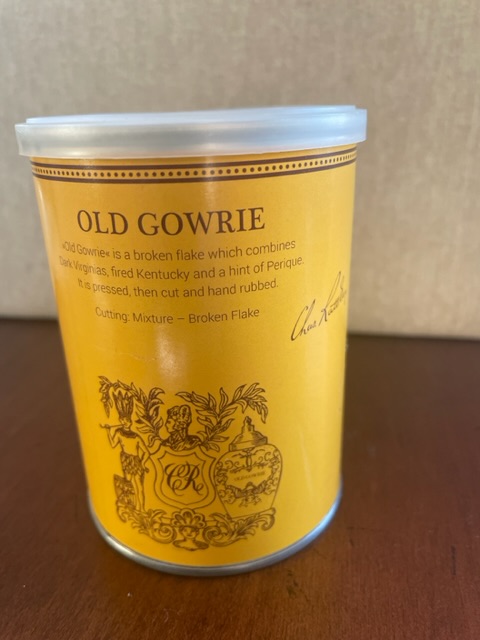 OLD GOWRIE
»Old Gowrie« is a broken flake which combines
Dark Virginias, fired Kentucky and a hint of Perique.
It is pressed, then cut and hand rubbed.
Cutting: Mixture – Broken Flake
CR